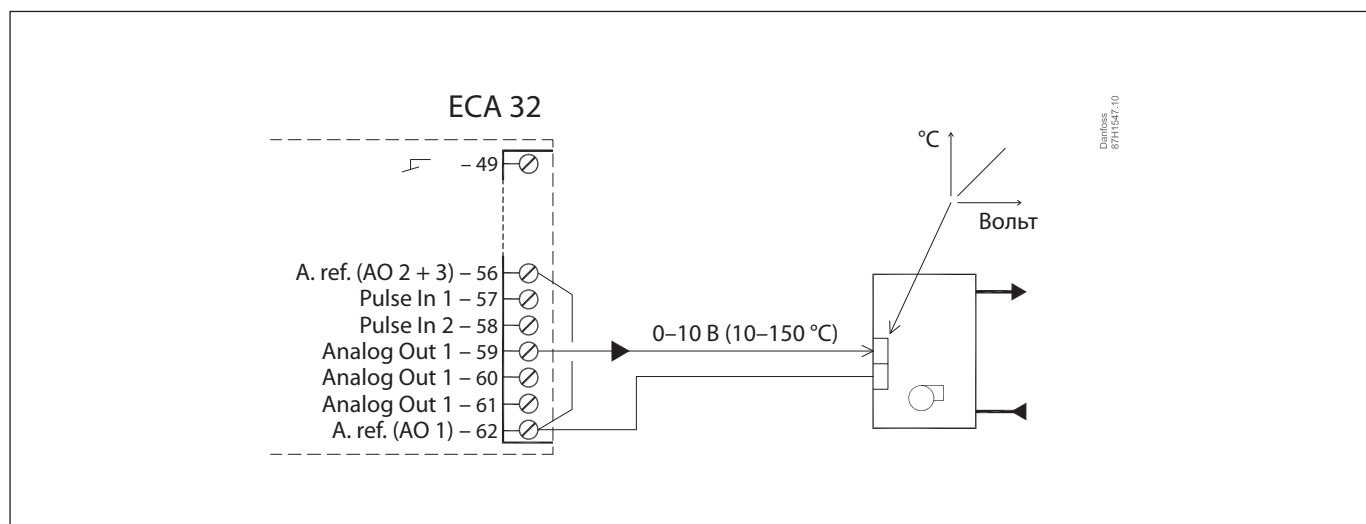 ECA 32
Danfoss
87H1547.10
°C
– 49
Вольт
A. ref. (AO 2 + 3) – 56
Pulse In 1 – 57
Pulse In 2 – 58
0–10 В (10–150 °C)
Analog Out 1 – 59
Analog Out 1 – 60
Analog Out 1 – 61
A. ref. (AO 1) – 62